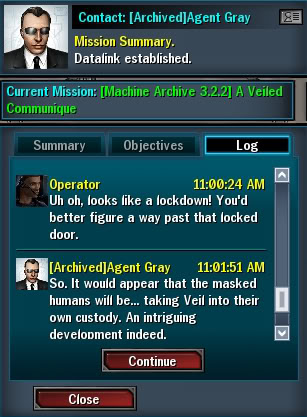 Contact: [Archived]Agent Gray
Mission Summary.
Datalink established.
Current Mission: [Machine Archive 3.2.2] A Veiled
Communique
Summary
Objectives
Log
Operator 11:00:24 AM
Uh oh, looks like a lockdown! You'd
better figure a way past that locked
door.
[Archived]Agent Gray 11:01:51 AM
So. It would appear that the masked
humans will be... taking Veil into their
own custody. An intriguing
development indeed.
Continue
Close